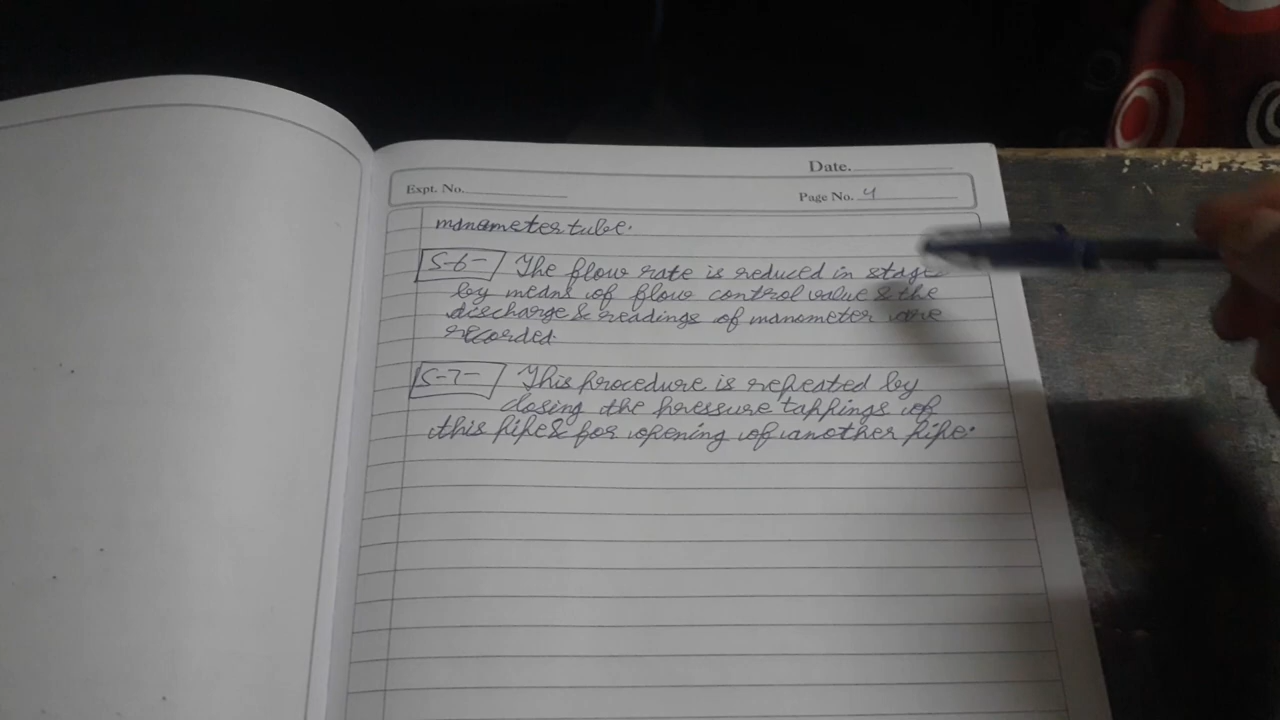 Date.
Expt. No.
Page No. 4
manometer tube.
S-6- The flow rate is reduced in stage
by means of flow control value & the
discharge & readings of manometer are
recorded.
S-7- This procedure is repeated by
closing the pressure tappings of
this pipe & for opening of another pipe.